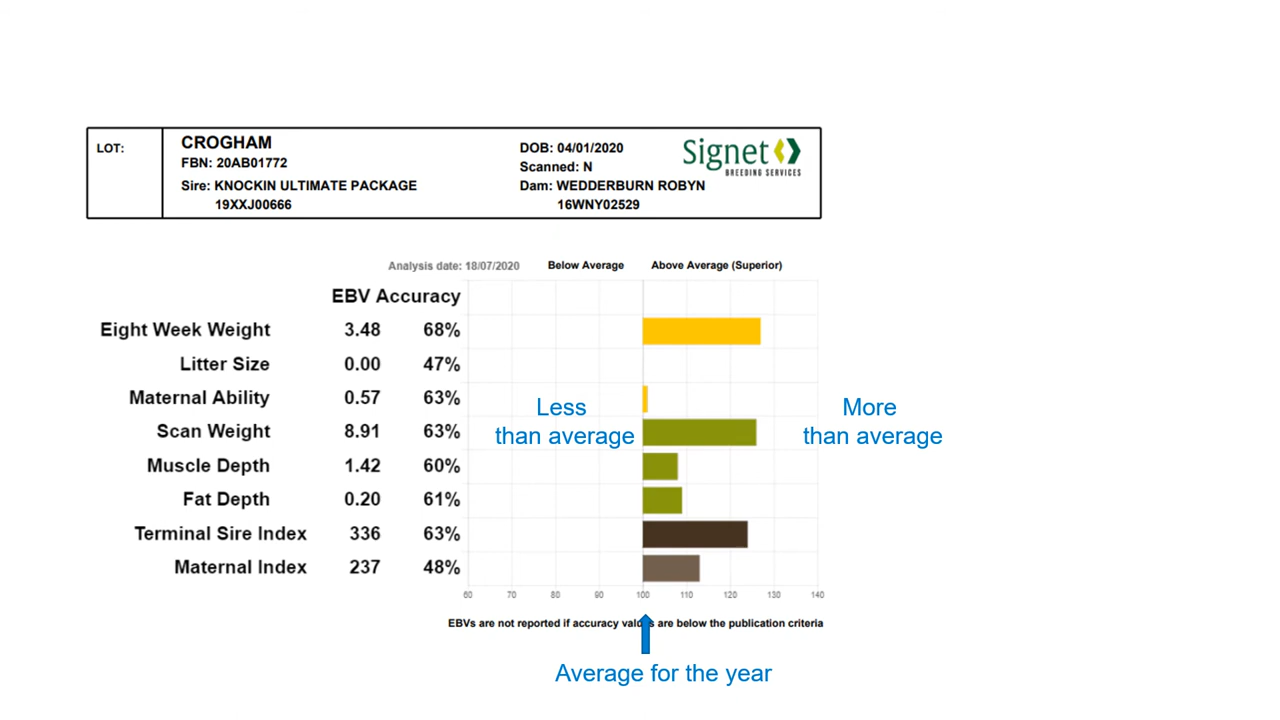 LOT:
CROGHAM
FBN: 20AB01772
Sire: KNOCKIN ULTIMATE PACKAGE
19XXJ00666
DOB: 04/01/2020
Scanned: N
Dam: WEDDERBURN ROBYN
16WNY02529
Signet
BREEDING SERVICES
Analysis date: 18/07/2020 Below Average Above Average (Superior)
EBV Accuracy
Eight Week Weight 3.48 68%
Litter Size 0.00 47%
Maternal Ability 0.57 63%
Scan Weight 8.91 63%
Muscle Depth 1.42 60%
Fat Depth 0.20 61%
Terminal Sire Index 336 63%
Maternal Index 237 48%
Less
than average
More
than average
60 70 80 90 100 110 120 130 140
EBVs are not reported if accuracy values are below the publication criteria
Average for the year